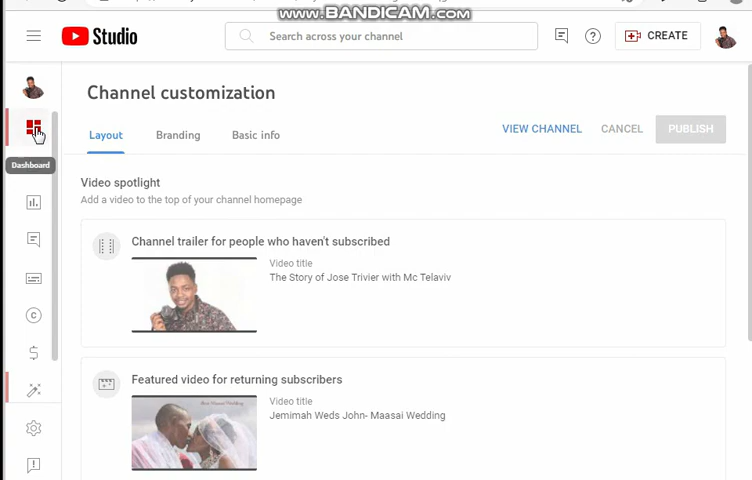 www.BANDICAM.com
Studio
Search across your channel
CREATE
Channel customization
Layout
Branding
Basic info
VIEW CHANNEL
CANCEL
PUBLISH
Dashboard
Video spotlight
Add a video to the top of your channel homepage
Channel trailer for people who haven't subscribed
Video title
The Story of Jose Trivier with Mc Telaviv
Featured video for returning subscribers
Video title
Jemimah Weds John- Maasai Wedding